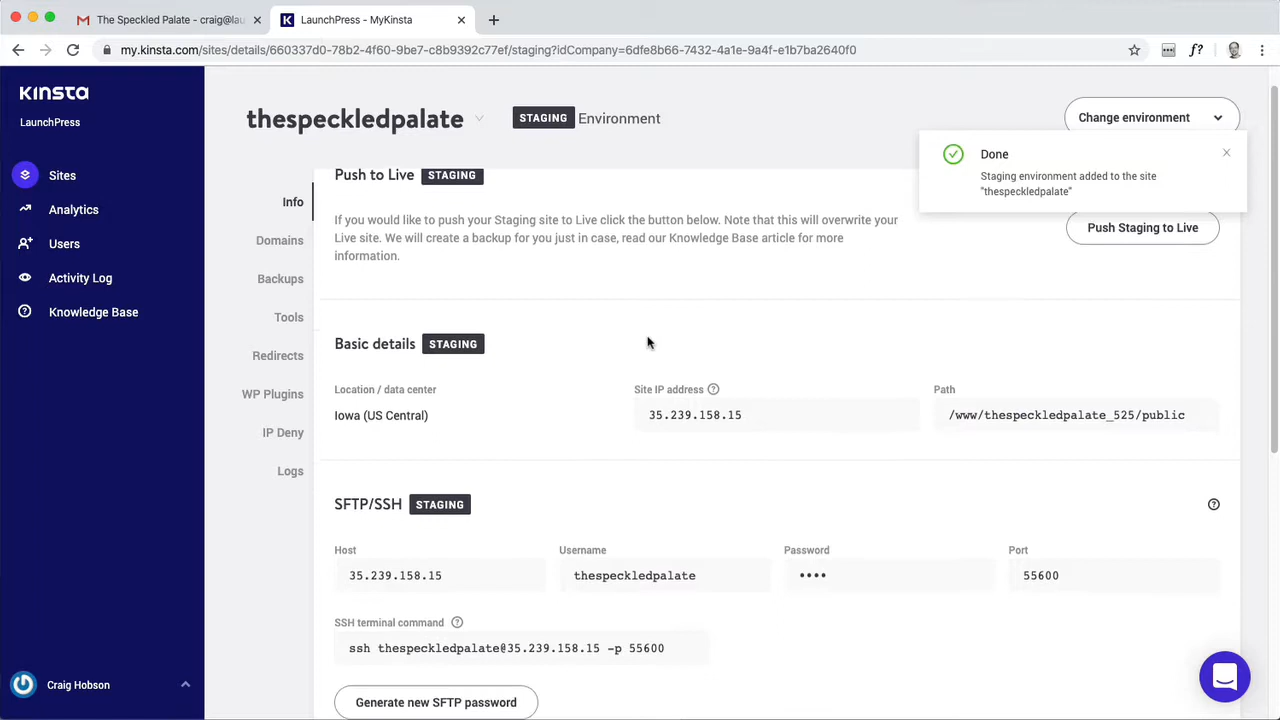 The Speckled Palate - craig@lau
LaunchPress - MyKinsta
my.kinsta.com/sites/details/660337d0-78b2-4f60-9be7-c8b9392c77ef/staging?idCompany=6dfe8b66-7432-4a1e-9a4f-e1b7ba2640f0
f?
KINSTA
LaunchPress
Sites
Analytics
Users
Activity Log
Knowledge Base
Craig Hobson
thespeckledpalate
STAGING Environment
Change environment
Done
Staging environment added to the site
"thespeckledpalate"
Info
Domains
Backups
Tools
Redirects
WP Plugins
IP Deny
Logs
Push to Live STAGING
If you would like to push your Staging site to Live click the button below. Note that this will overwrite your
Live site. We will create a backup for you just in case, read our Knowledge Base article for more
information.
Push Staging to Live
Basic details STAGING
Location / data center
Iowa (US Central)
Site IP address
35.239.158.15
Path
/www/thespeckledpalate_525/public
SFTP/SSH STAGING
Host
35.239.158.15
Username
thespeckledpalate
Password
••••
Port
55600
SSH terminal command
ssh thespeckledpalate@35.239.158.15 -p 55600
Generate new SFTP password